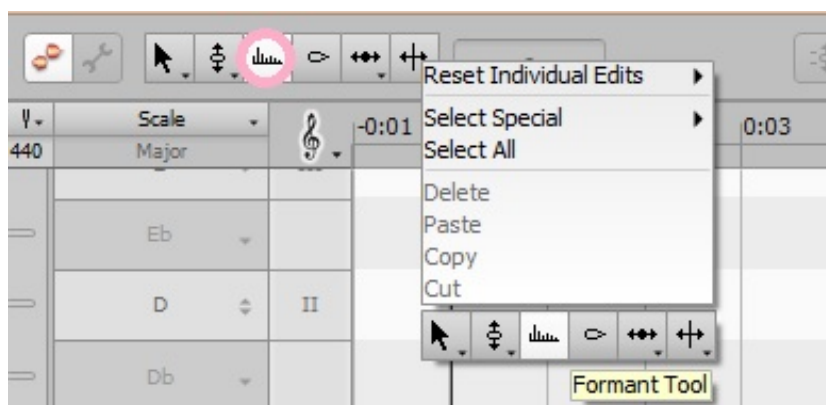 Reset Individual Edits
Scale
-0:01
Select Special
0:03
440
Major
Select All
Delete
Eb
Paste
Copy
Cut
D
II
Db
Formant Tool